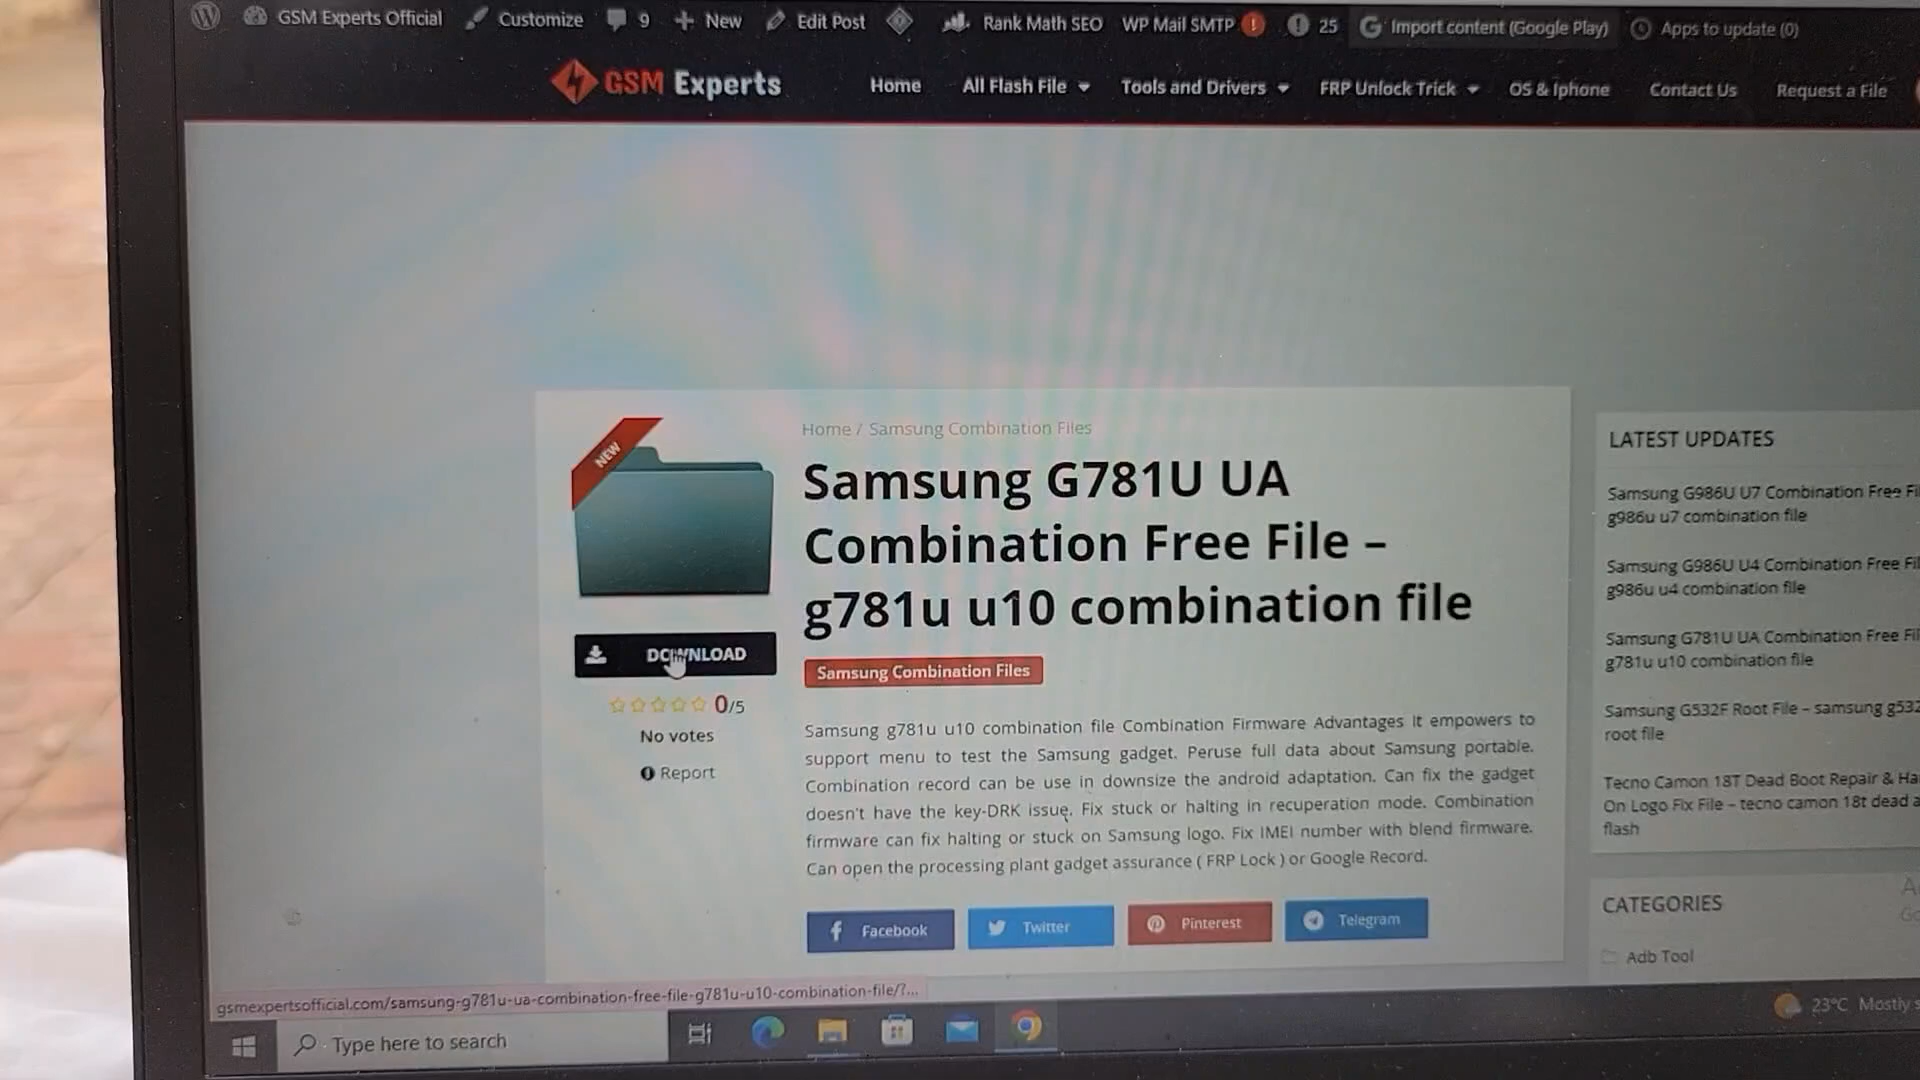 GSM Experts Official Customize 9 New Edit Post Rank Math SEO WP Mail SMTP ! 25 Import content (Google Play) Apps to update (0)
GSM Experts Home All Flash File Tools and Drivers FRP Unlock Trick OS & Iphone Contact Us Request a File
NEW
Home / Samsung Combination Files
Samsung G781U UA
Combination Free File –
g781u u10 combination file
DOWNLOAD
0/5
No votes
Report
Samsung Combination Files
Samsung g781u u10 combination file Combination Firmware Advantages It empowers to
support menu to test the Samsung gadget. Peruse full data about Samsung portable.
Combination record can be use in downsize the android adaptation. Can fix the gadget
doesn't have the key-DRK issue. Fix stuck or halting in recuperation mode. Combination
firmware can fix halting or stuck on Samsung logo. Fix IMEI number with blend firmware.
Can open the processing plant gadget assurance ( FRP Lock ) or Google Record.
Facebook Twitter Pinterest Telegram
LATEST UPDATES
Samsung G986U U7 Combination Free
g986u u7 combination file
Samsung G986U U4 Combination Free
g986u u4 combination file
Samsung G781U UA Combination Free
g781u u10 combination file
Samsung G532F Root File – samsung
root file
Tecno Camon 18T Dead Boot Repair &
On Logo Fix File – tecno camon 18t dead
flash
CATEGORIES
Adb Tool
gsmexpertsofficial.com/samsung-g781u-ua-combination-free-file-g781u-u10-combination-file/?...
Type here to search
23°C Mostly